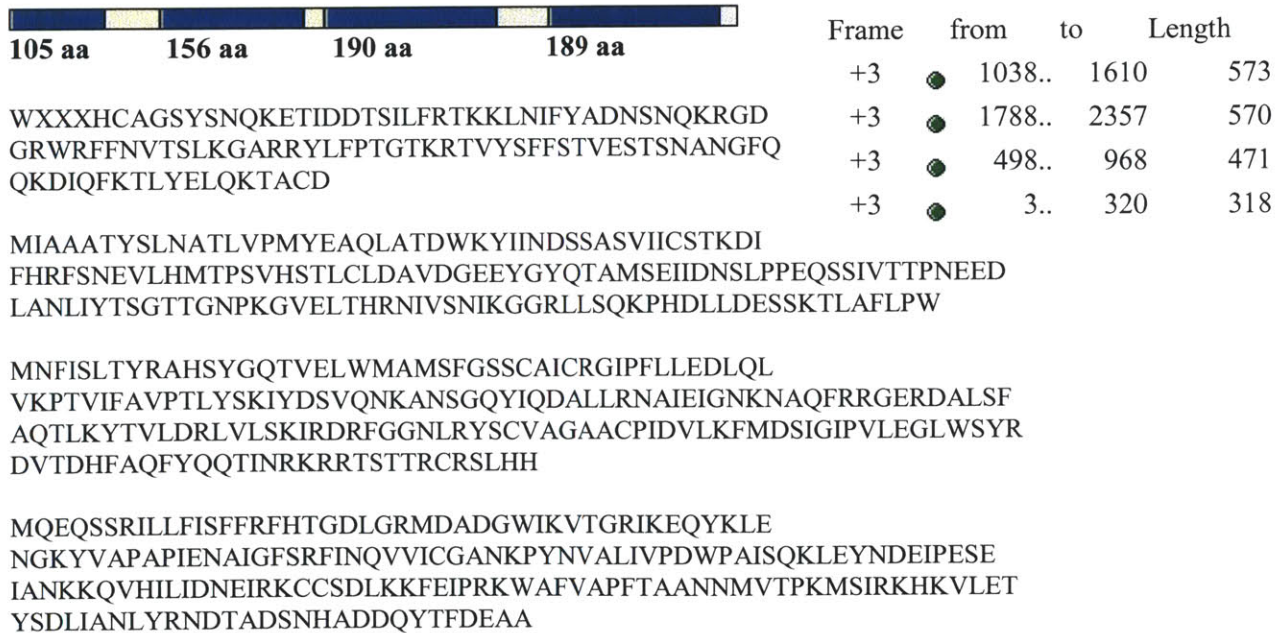 105 aa 156 aa 190 aa 189 aa
Frame from to Length
+3 1038.. 1610 573
+3 1788.. 2357 570
+3 498.. 968 471
+3 3.. 320 318
WXXXHCAGSYSNQKETIDDTSILFRTKKLNIFYADNSNQKRGD
GRWRFFNVTSLKGARRYLFPTGTKRTVYSFFSTVESTSNANGFQ
QKDIQFKTLYELQKTACD
MIAAATYSLNATLVPMYEAQLATDWKYIINDSSASVIICSTKDI
FHRFSNEVLHMTPSVHSTLCLDAVDGEEYGYQTAMSEIIDNSLPPEQSSIVTTPNEED
LANLIYTSGTTGNPKGVELTHRNIVSNIKGGRLLSQKPHDLLDESSKTLAFLPW
MNFISLTYRAHSYGQTVELWMAMSFGSSCAICRGIPFLLEDLQL
VKPTVIFAVPTLYSKIYDSVQNKANSGQYIQDALLRNAIEIGNKNAQFRRGERDALSF
AQTLKYTVLDRLVLSKIRDRFGGNLRYSCVAGAACPIDVLKFMDSIGIPVLEGLWSYR
DVTDHFAQFYQQTINRKRRTSTTRCRSLHH
MQEQSSRILLFISFFRFHTGDLGRMDADGWIKVTGRIKEQYKLE
NGKYVAPAPIENAIGFSRFINQVVICGANKPYNVALIVPDWPAISQKLEYNDEIPESE
IANKKQVHILIDNEIRKCCSDLKKFEIPRKWAFVAPFTAANNMVTPKMSIRKHKVLET
YSDLIANLYRNDTADSNHADDQYTFDEAA